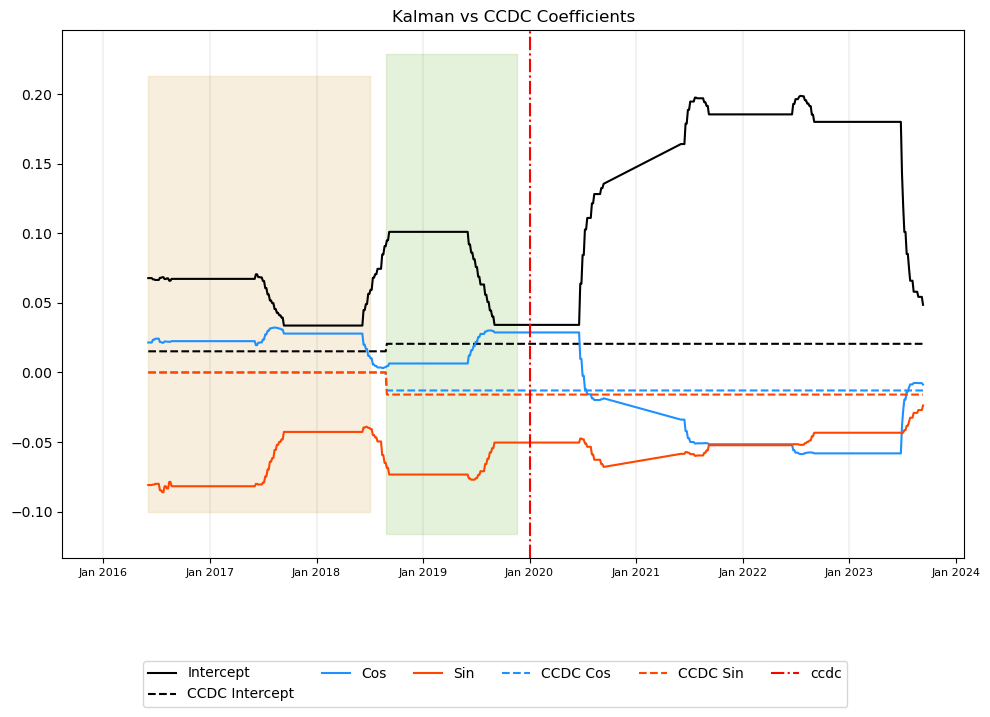 Kalman vs CCDC Coefficients
0.20
0.15
0.10
0.05
0.00
−0.05
−0.10
Jan 2016 Jan 2017 Jan 2018 Jan 2019 Jan 2020 Jan 2021 Jan 2022 Jan 2023 Jan 2024
Intercept Cos Sin CCDC Cos CCDC Sin ccdc
CCDC Intercept